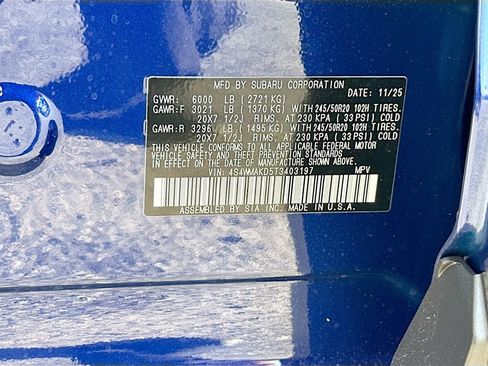 MFD BY SUBARU CORPORATION
DATE: 11/25
GVWR: 6000 LB (2721 KG)
GAWR:F 3021 LB (1370 KG) WITH 245/50R20 102H TIRES,
20X7 1/2J RIMS, AT 230 KPA (33 PSI) COLD
GAWR:R 3296 LB (1495 KG) WITH 245/50R20 102H TIRES,
20X7 1/2J RIMS, AT 230 KPA (33 PSI) COLD
THIS VEHICLE CONFORMS TO ALL APPLICABLE FEDERAL MOTOR
VEHICLE SAFETY AND BUMPER STANDARDS
IN EFFECT ON THE DATE OF MANUFACTURE SHOWN ABOVE.
VIN: 4S4WMAKD5T3403197 MPV
ASSEMBLED BY SIA INC. MADE IN U.S.A.